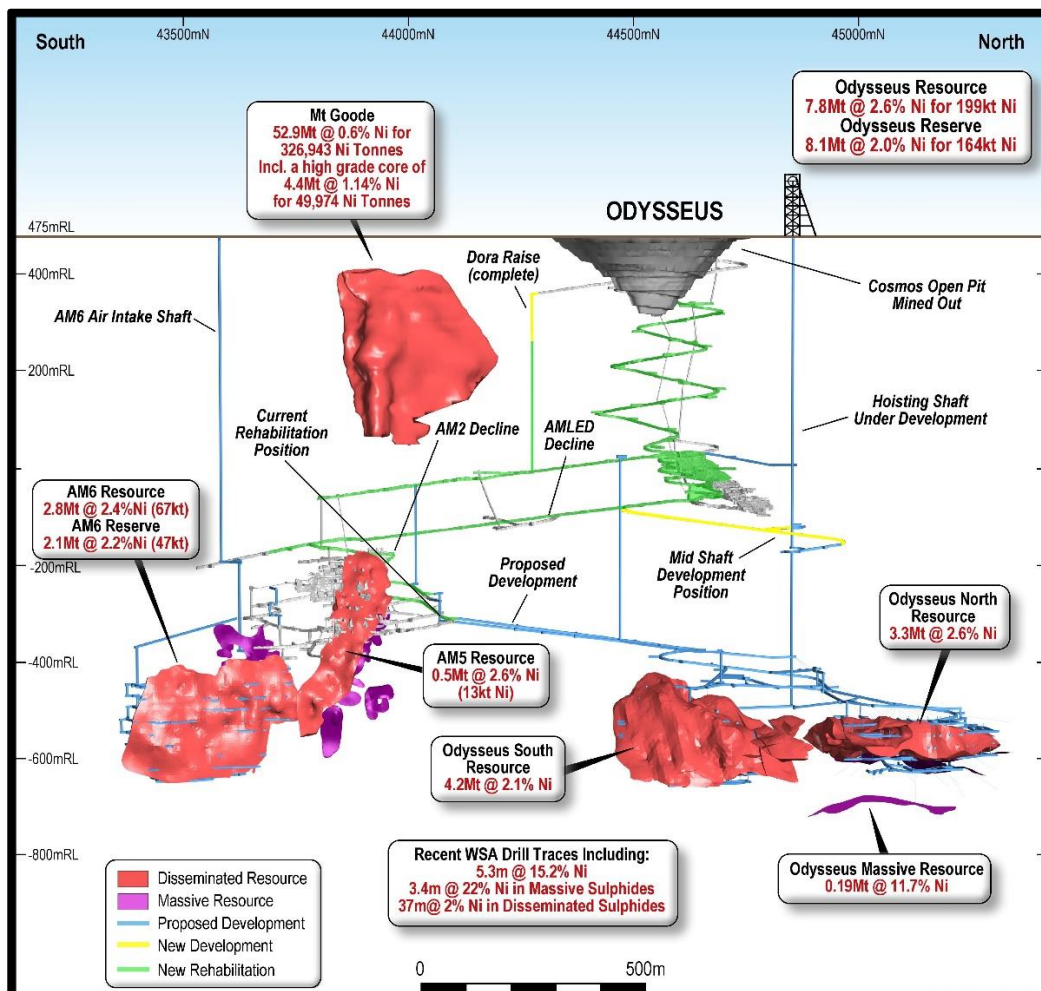 South
43500mN
44000mN
44500mN
45000mN
North
Mt Goode
52.9Mt @ 0.6% Ni for
326,943 Ni Tonnes
Incl. a high grade core of
4.4Mt @ 1.14% Ni
for 49,974 Ni Tonnes
Odysseus Resource
7.8Mt @ 2.6% Ni for 199kt Ni
Odysseus Reserve
8.1Mt @ 2.0% Ni for 164kt Ni
ODYSSEUS
475mRL
400mRL
200mRL
-200mRL
-400mRL
-600mRL
-800mRL
Dora Raise
(complete)
Cosmos Open Pit
Mined Out
AM6 Air Intake Shaft
Current
Rehabilitation
Position
AM2 Decline
AMLED
Decline
Hoisting Shaft
Under Development
AM6 Resource
2.8Mt @ 2.4%Ni (67kt)
AM6 Reserve
2.1Mt @ 2.2%Ni (47kt)
Proposed
Development
Mid Shaft
Development
Position
Odysseus North
Resource
3.3Mt @ 2.6% Ni
AM5 Resource
0.5Mt @ 2.6% Ni
(13kt Ni)
Odysseus South
Resource
4.2Mt @ 2.1% Ni
Recent WSA Drill Traces Including:
5.3m @ 15.2% Ni
3.4m @ 22% Ni in Massive Sulphides
37m@ 2% Ni in Disseminated Sulphides
Odysseus Massive Resource
0.19Mt @ 11.7% Ni
Disseminated Resource
Massive Resource
Proposed Development
New Development
New Rehabilitation
0
500m